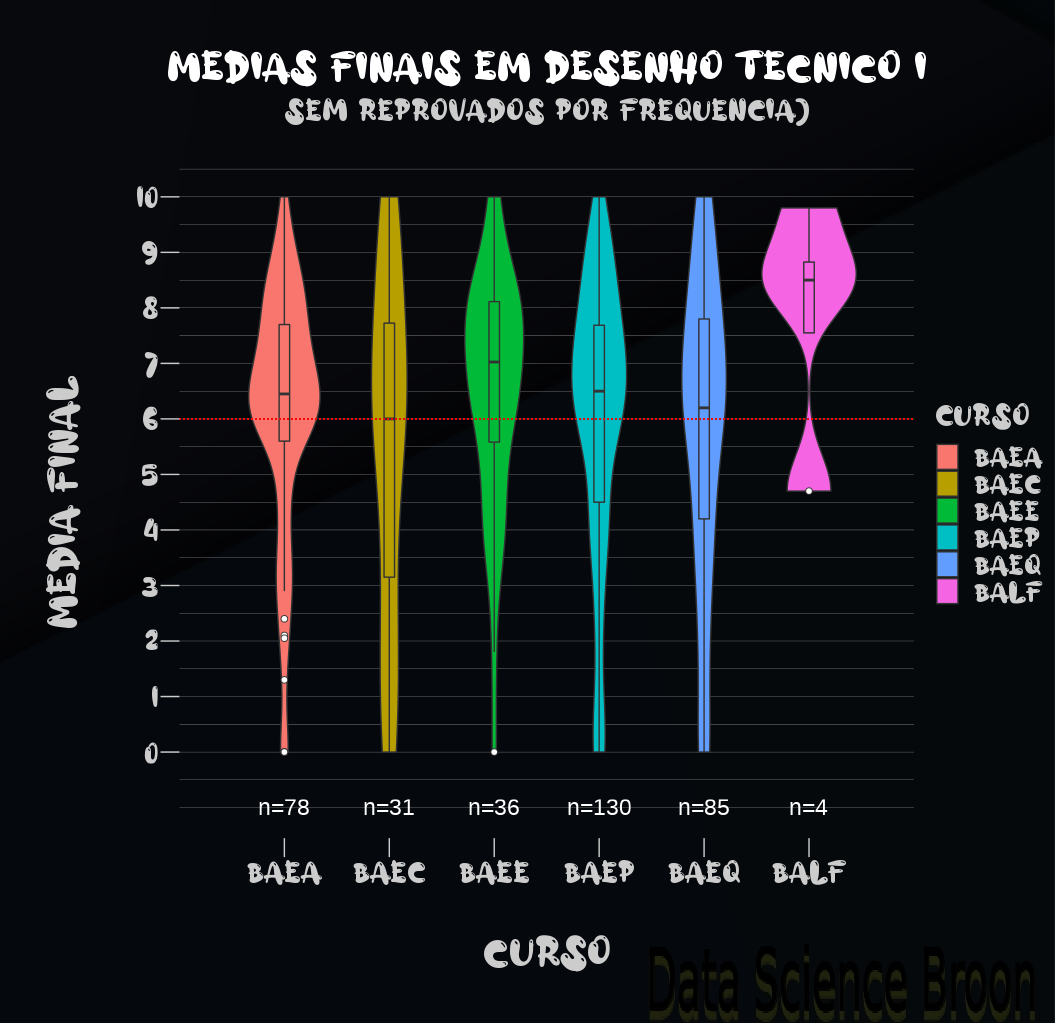 MEDIAS FINAIS EM DESENHO TECNICO I
SEM REPROVADOS POR FREQUENCIA)
10
9
8
7
6
5
4
3
2
1
0
MEDIA FINAL
n=78 n=31 n=36 n=130 n=85 n=4
BAEA BAEC BAEE BAEP BAEQ BALF
CURSO
CURSO
BAEA
BAEC
BAEE
BAEP
BAEQ
BALF
Data Science Broon